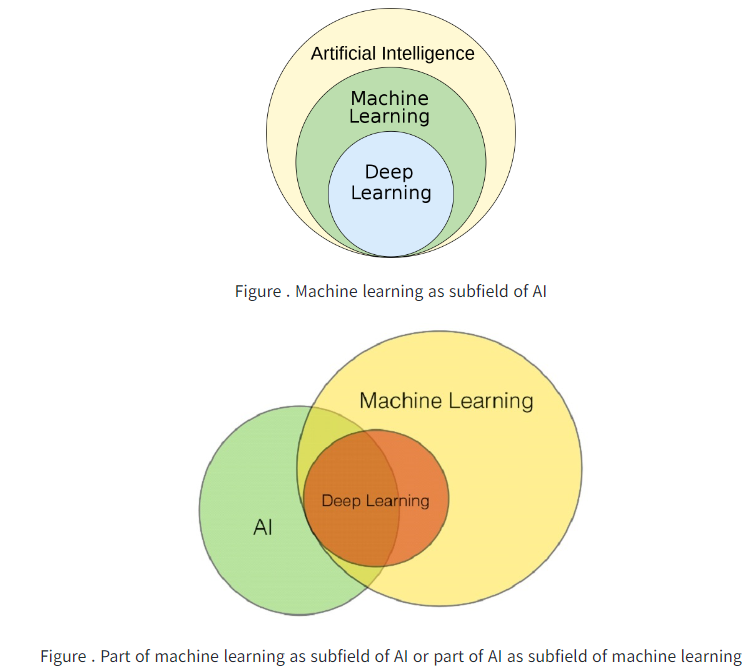 Artificial Intelligence
Machine
Learning
Deep
Learning
Figure . Machine learning as subfield of AI
Machine Learning
Deep Learning
AI
Figure . Part of machine learning as subfield of AI or part of AI as subfield of machine learning